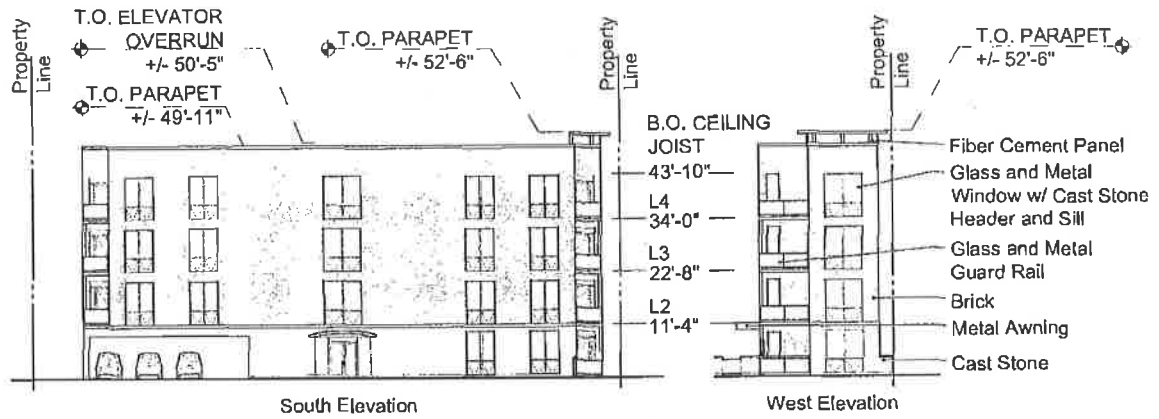 Property
Line
T.O. ELEVATOR
OVERRUN
+/- 50'-5"
T.O. PARAPET
+/- 49'-11"
T.O. PARAPET
+/- 52'-6"
Property
Line
B.O. CEILING
JOIST
43'-10"
L4
34'-0"
L3
22'-8"
L2
11'-4"
South Elevation
T.O. PARAPET
+/- 52'-6"
Property
Line
Fiber Cement Panel
Glass and Metal
Window w/ Cast Stone
Header and Sill
Glass and Metal
Guard Rail
Brick
Metal Awning
Cast Stone
West Elevation